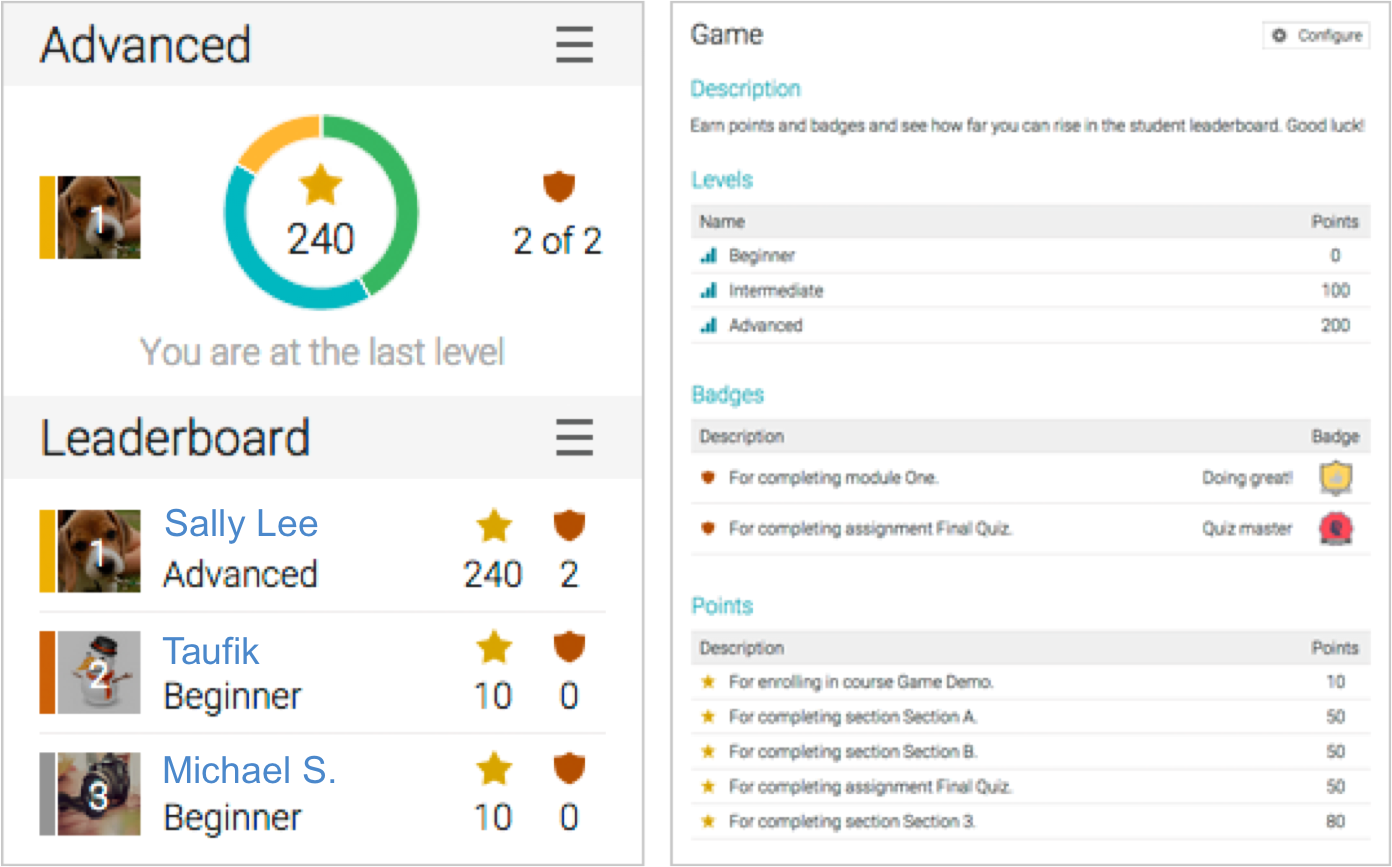 Advanced
1
240
2 of 2
You are at the last level
Leaderboard
1
Sally Lee
Advanced
240 2
2
Taufik
Beginner
10 0
3
Michael S.
Beginner
10 0
Game
Configure
Description
Earn points and badges and see how far you can rise in the student leaderboard. Good luck!
Levels
Name Points
Beginner 0
Intermediate 100
Advanced 200
Badges
Description Badge
For completing module One. Doing great!
For completing assignment Final Quiz. Quiz master
Points
Description Points
For enrolling in course Game Demo. 10
For completing section Section A. 50
For completing section Section B. 50
For completing assignment Final Quiz. 50
For completing section Section 3. 80